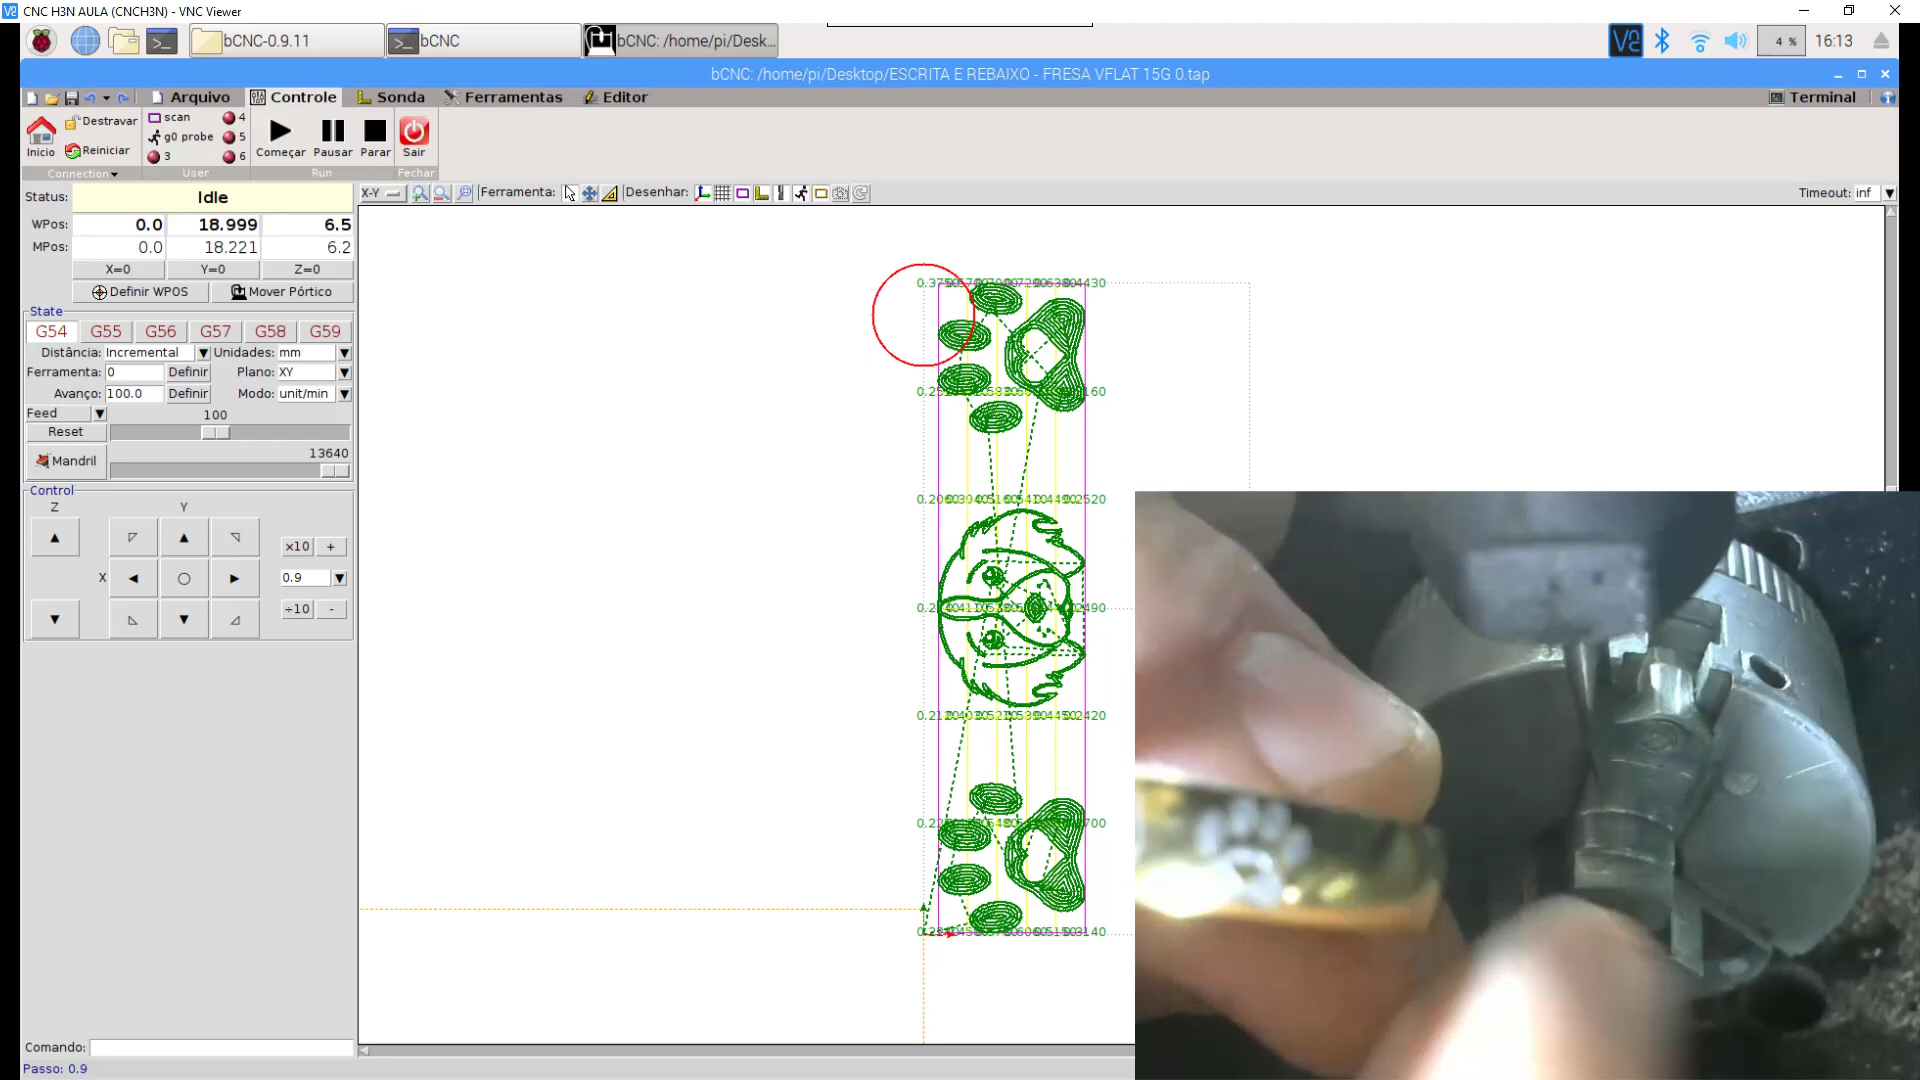 CNC H3N AULA (CNCH3N) - VNC Viewer
bCNC-0.9.11
bCNC
bCNC: /home/pi/Desk...
4 %
16:13
bCNC: /home/pi/Desktop/ESCRITA E REBAIXO - FRESA VFLAT 15G 0.tap
Arquivo
Controle
Sonda
Ferramentas
Editor
Terminal
Inicio
Destravar
Reiniciar
Connection
scan
g0 probe
3
4
5
6
User
Começar
Pausar
Parar
Run
Sair
Fechar
Status:
Idle
WPos:
0.0
18.999
6.5
MPos:
0.0
18.221
6.2
X=0
Y=0
Z=0
Definir WPOS
Mover Pórtico
State
G54
G55
G56
G57
G58
G59
Distância:
Incremental
Unidades:
mm
Ferramenta:
0
Definir
Plano:
XY
Avanço:
100.0
Definir
Modo:
unit/min
Feed
100
Reset
13640
Mandril
Control
Z
Y
X
x10
+
0.9
÷10
-
Comando:
Passo: 0.9
X-Y
Ferramenta:
Desenhar:
Timeout:
inf